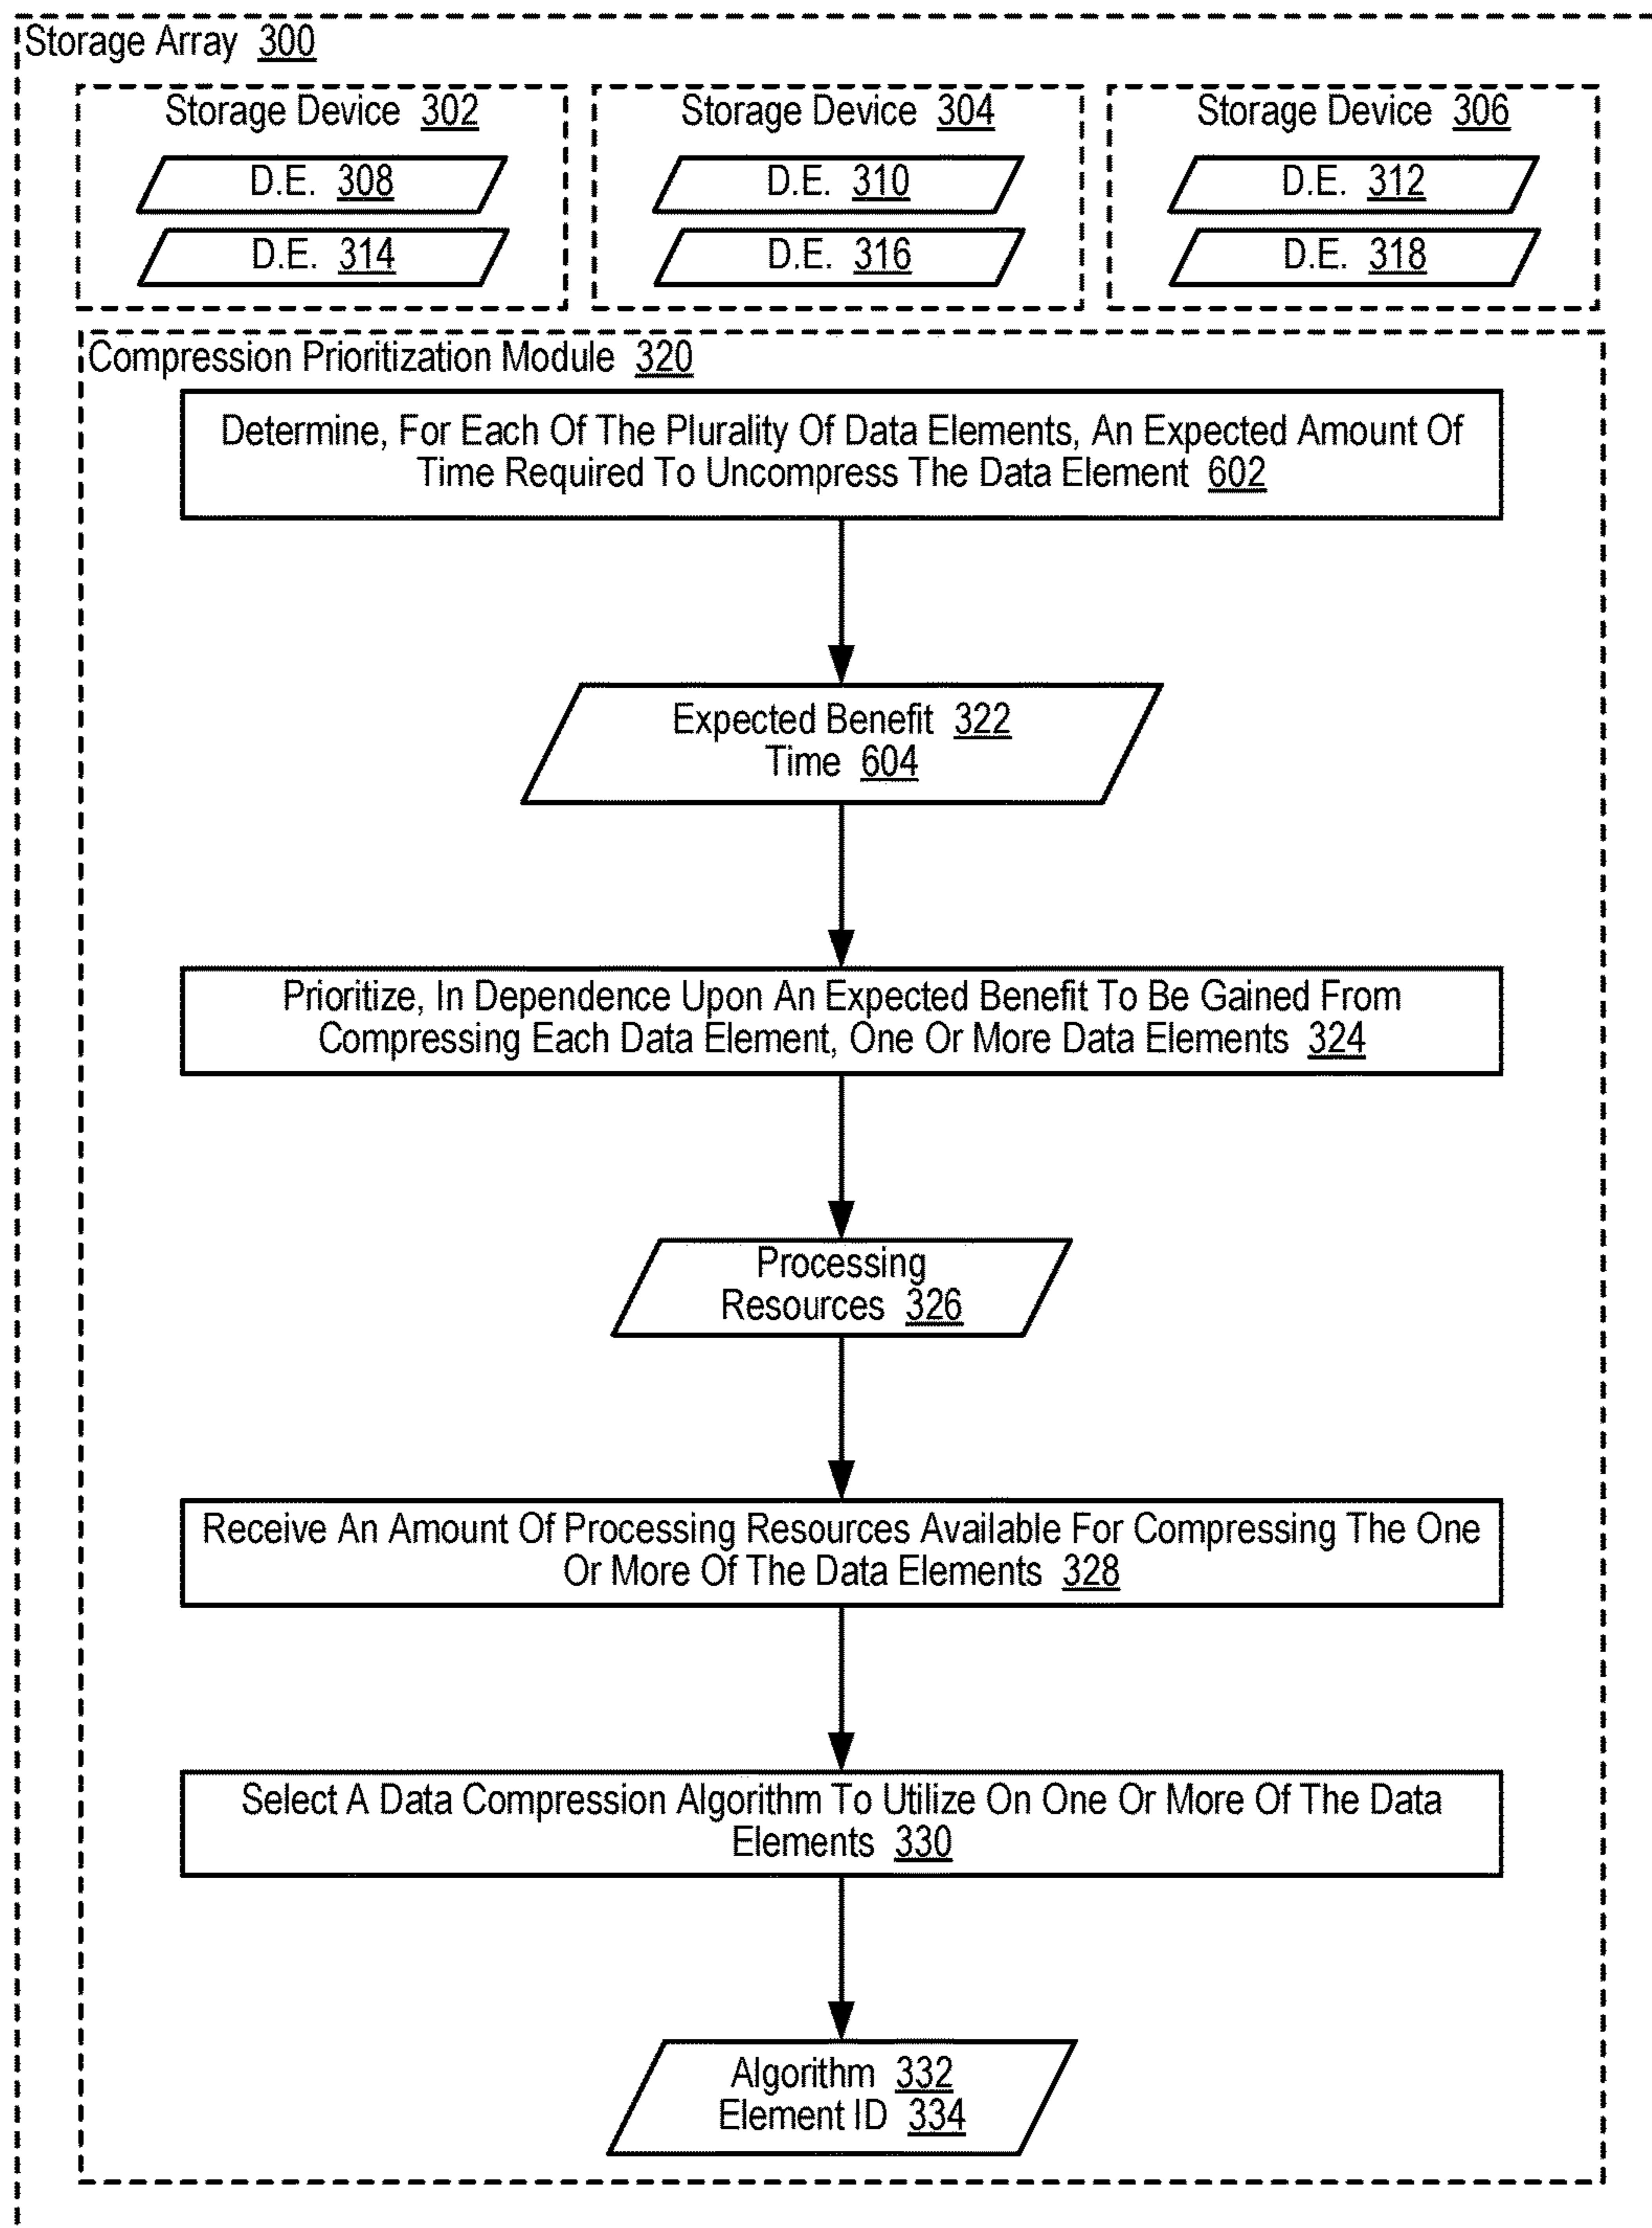 Storage Array 300
Storage Device 302
D.E. 308
D.E. 314
Storage Device 304
D.E. 310
D.E. 316
Storage Device 306
D.E. 312
D.E. 318
Compression Prioritization Module 320
Determine, For Each Of The Plurality Of Data Elements, An Expected Amount Of
Time Required To Uncompress The Data Element 602
Expected Benefit 322
Time 604
Prioritize, In Dependence Upon An Expected Benefit To Be Gained From
Compressing Each Data Element, One Or More Data Elements 324
Processing
Resources 326
Receive An Amount Of Processing Resources Available For Compressing The One
Or More Of The Data Elements 328
Select A Data Compression Algorithm To Utilize On One Or More Of The Data
Elements 330
Algorithm 332
Element ID 334